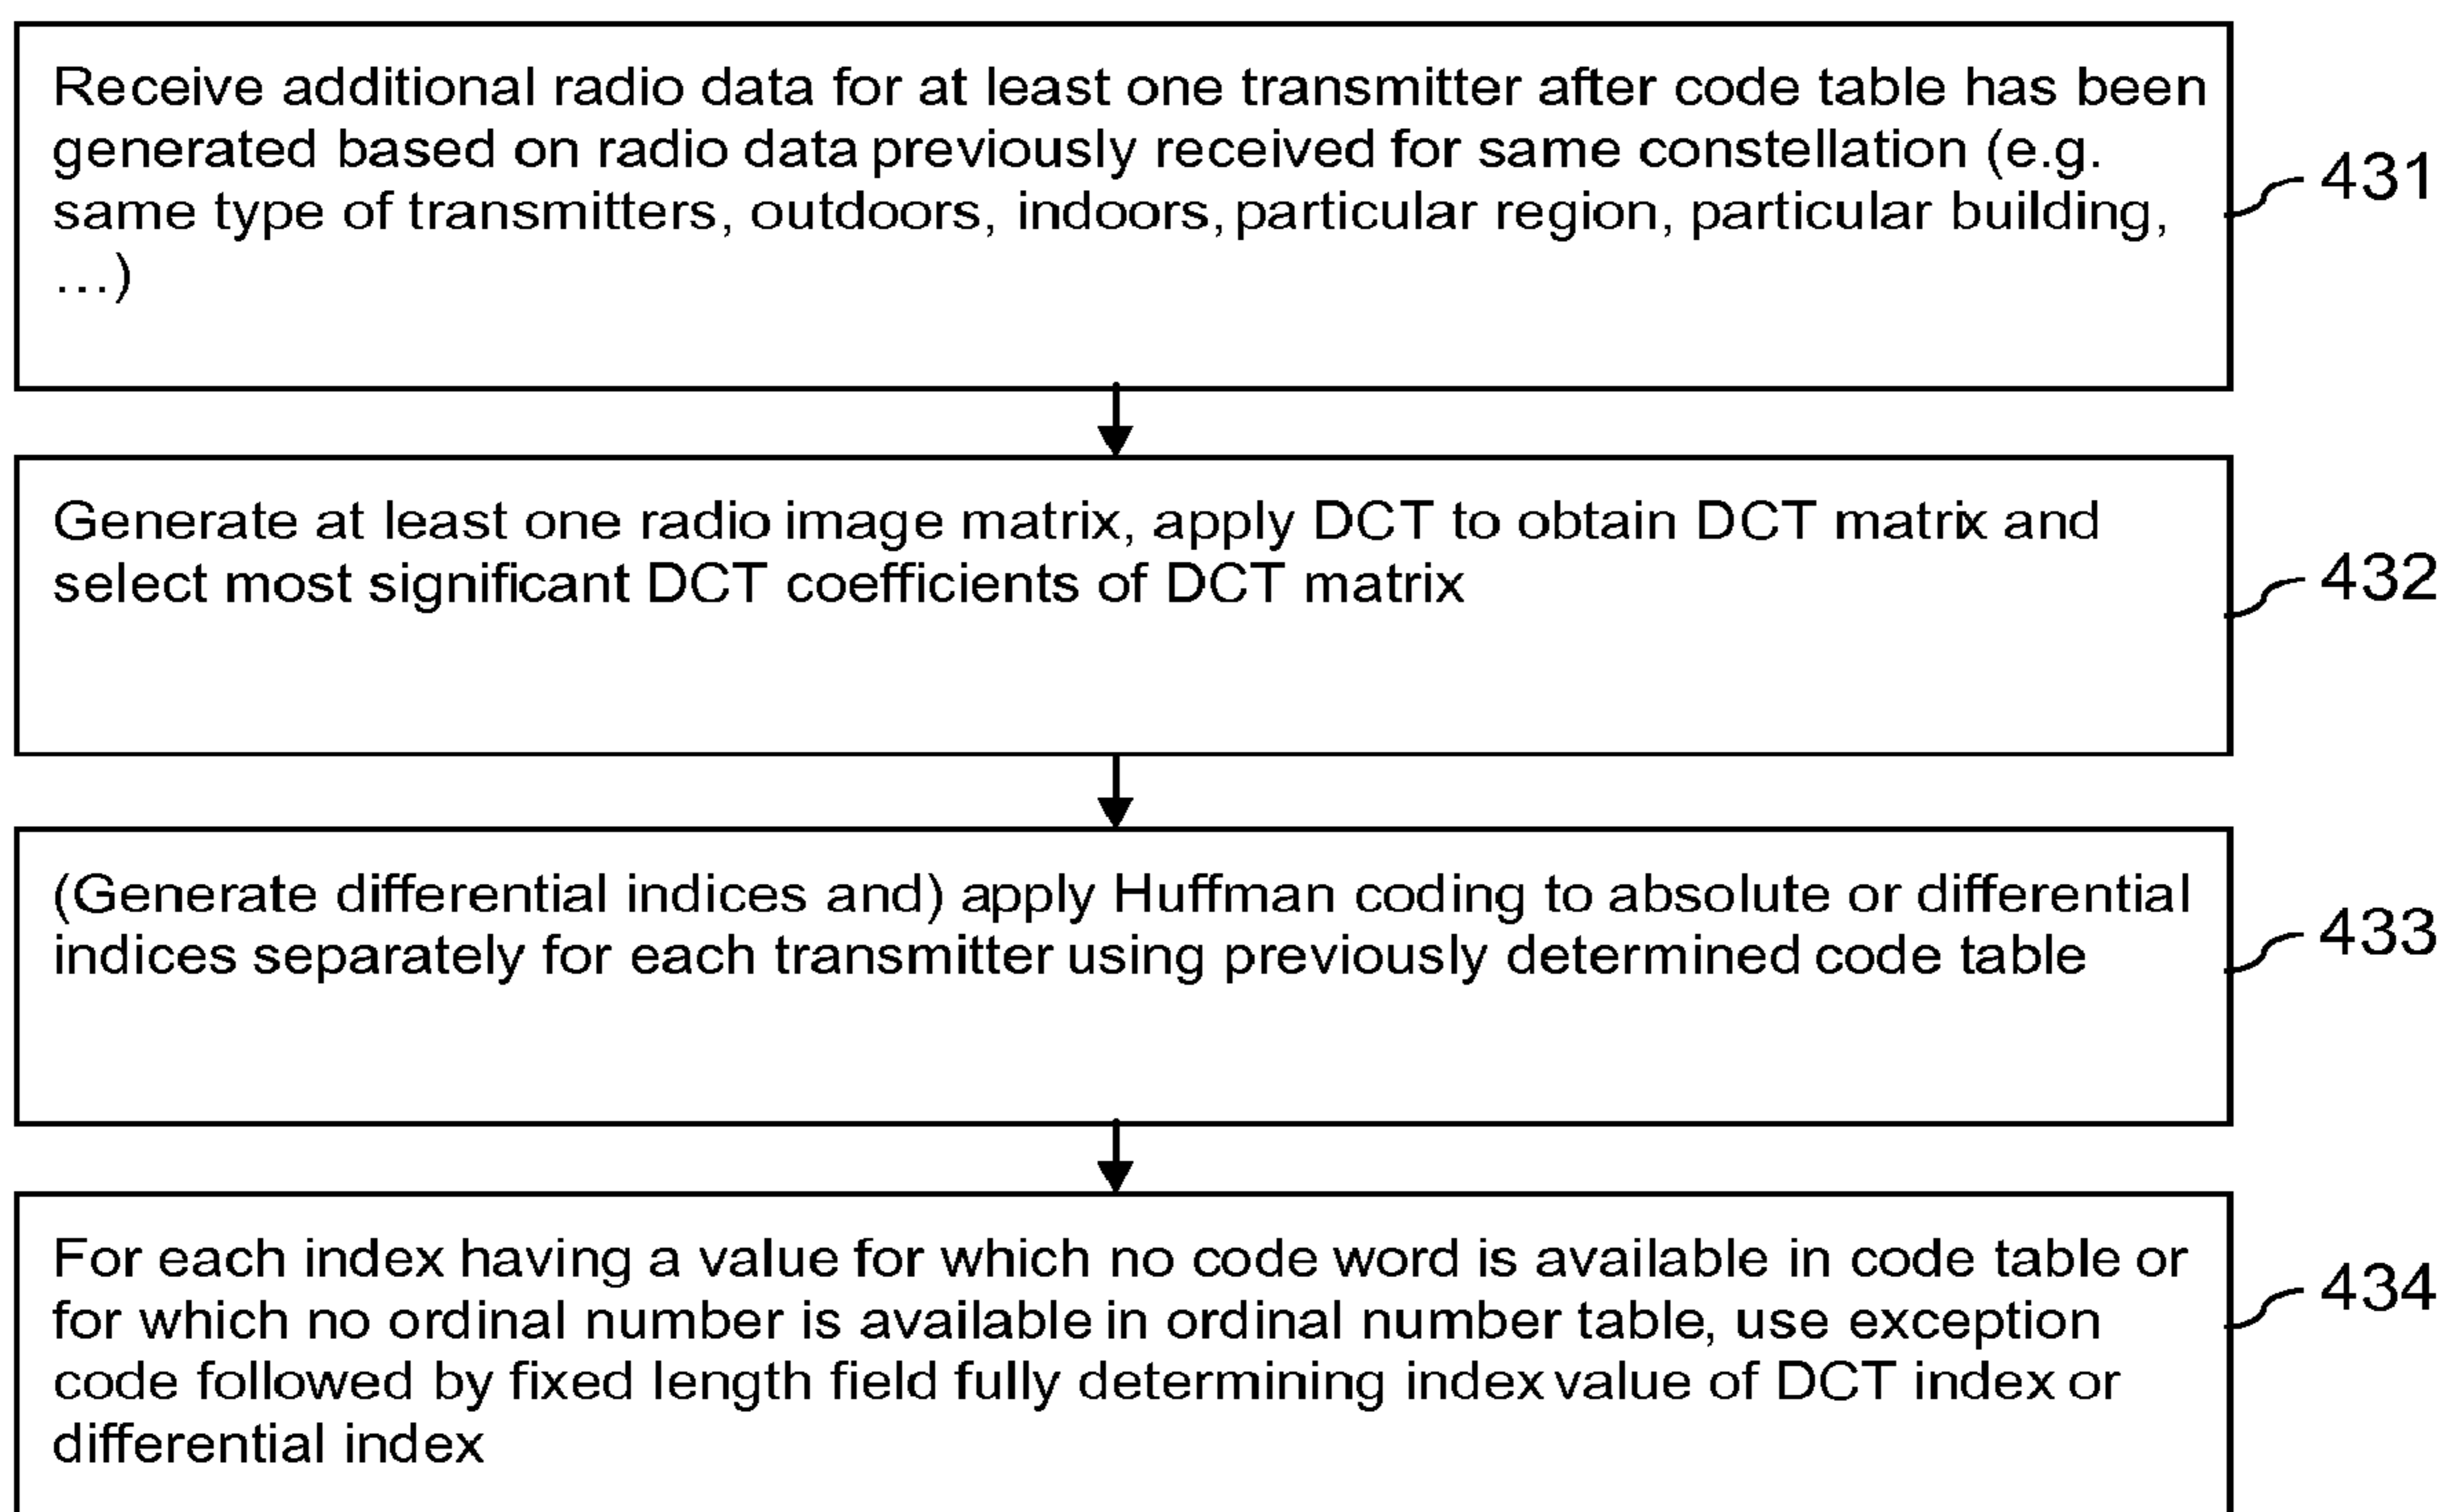 Receive additional radio data for at least one transmitter after code table has been
generated based on radio data previously received for same constellation (e.g.
same type of transmitters, outdoors, indoors, particular region, particular building,
…)
431
Generate at least one radio image matrix, apply DCT to obtain DCT matrix and
select most significant DCT coefficients of DCT matrix
432
(Generate differential indices and) apply Huffman coding to absolute or differential
indices separately for each transmitter using previously determined code table
433
For each index having a value for which no code word is available in code table or
for which no ordinal number is available in ordinal number table, use exception
code followed by fixed length field fully determining index value of DCT index or
differential index
434